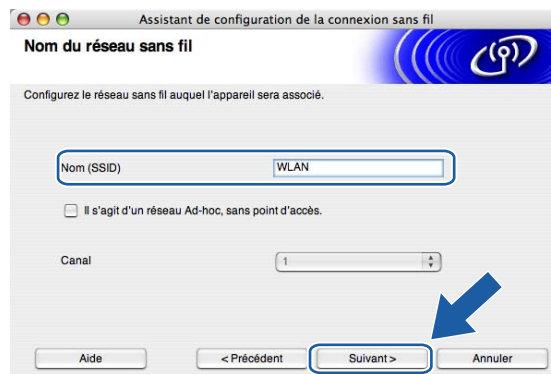 Assistant de configuration de la connexion sans fil
Nom du réseau sans fil
Configurez le réseau sans fil auquel l'appareil sera associé.
Nom (SSID) WLAN
Il s'agit d'un réseau Ad-hoc, sans point d'accès.
Canal 1
Aide < Précédent Suivant > Annuler